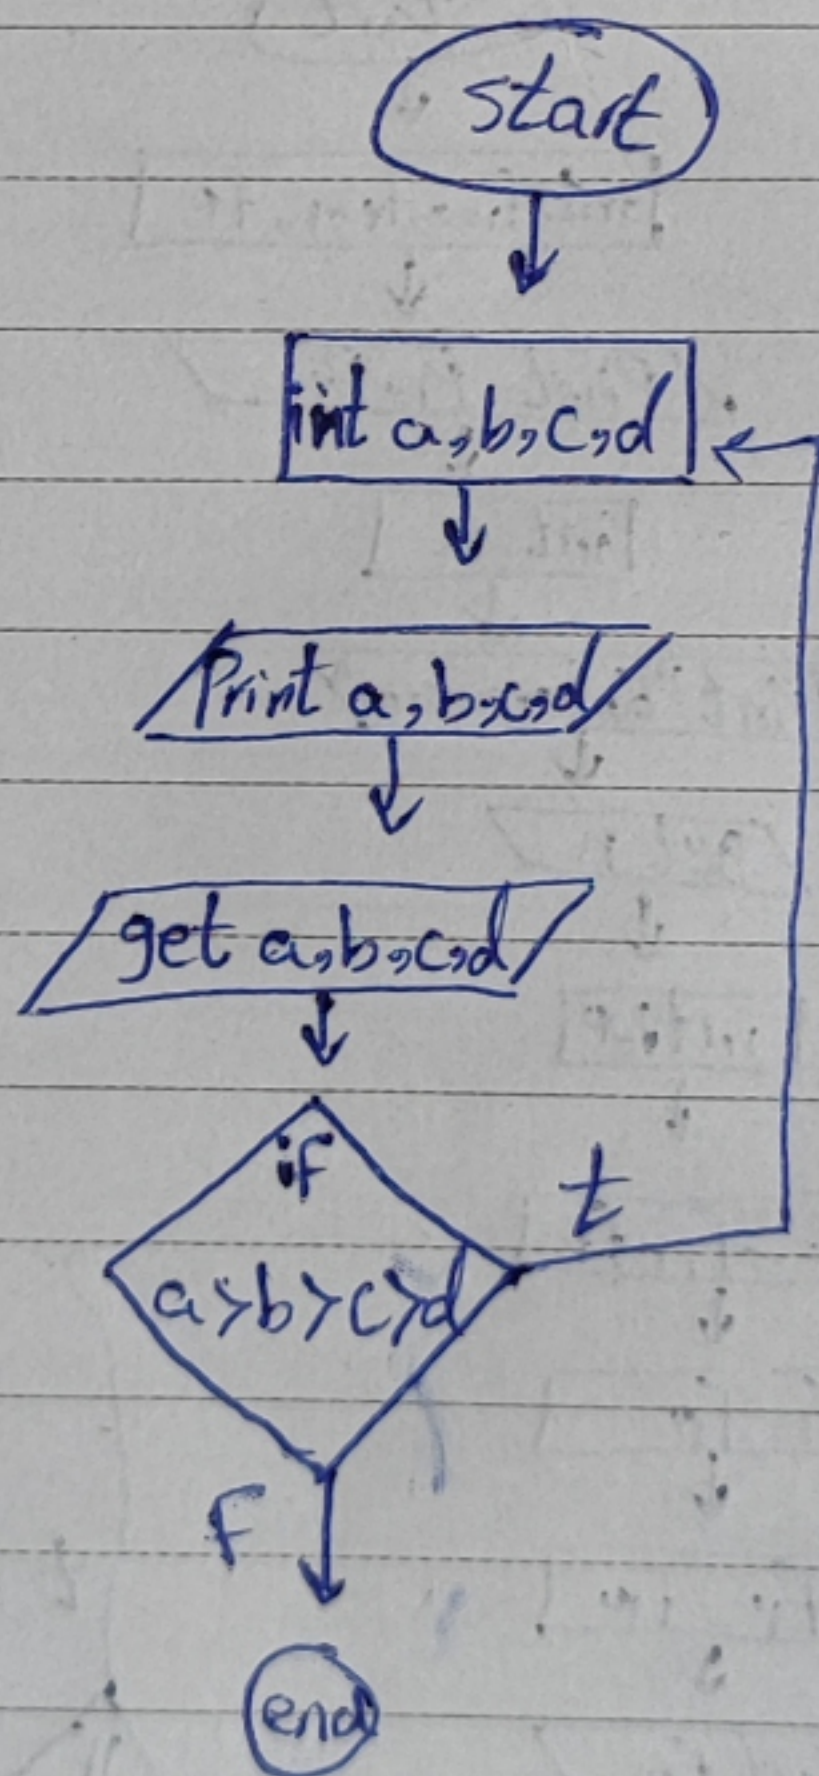 start
int a,b,c,d
Print a,b,c,d
get a,b,c,d
if
t
a>b>c>d
F
end